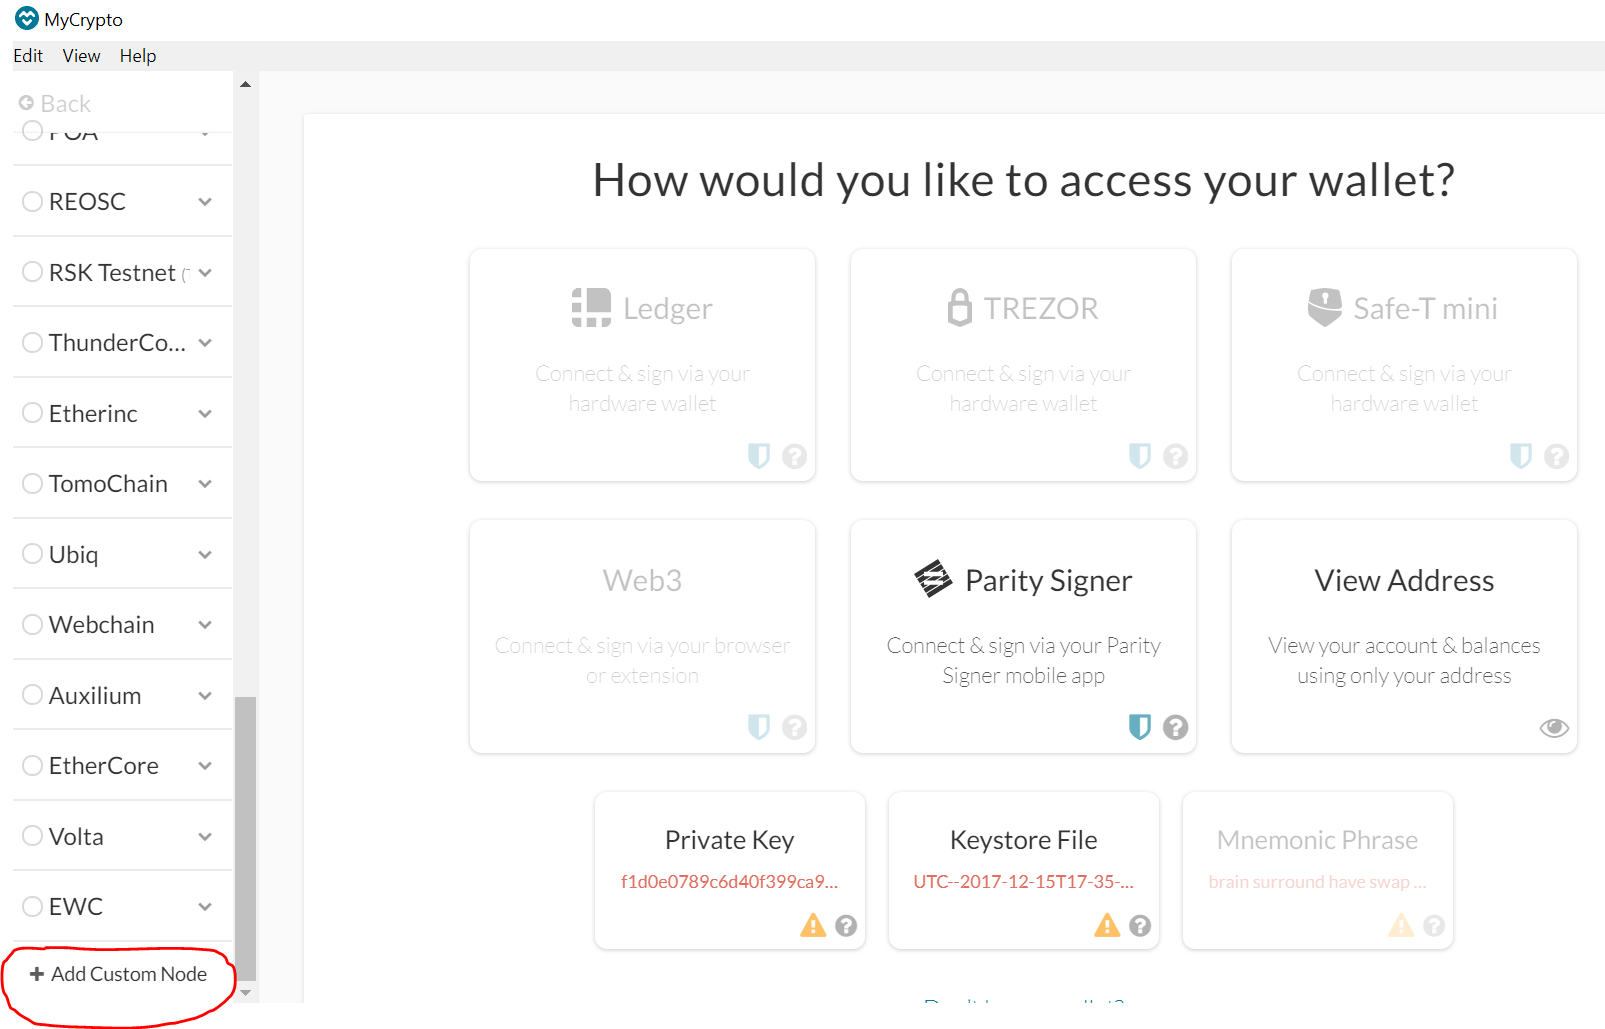 MyCrypto
Edit View Help
Back
POA
REOSC
RSK Testnet (T
ThunderCo...
Etherinc
TomoChain
Ubiq
Webchain
Auxilium
EtherCore
Volta
EWC
+ Add Custom Node
How would you like to access your wallet?
Ledger
Connect & sign via your
hardware wallet
TREZOR
Connect & sign via your
hardware wallet
Safe-T mini
Connect & sign via your
hardware wallet
Web3
Connect & sign via your browser
or extension
Parity Signer
Connect & sign via your Parity
Signer mobile app
View Address
View your account & balances
using only your address
Private Key
f1d0e0789c6d40f399ca9...
Keystore File
UTC--2017-12-15T17-35-...
Mnemonic Phrase
brain surround have swap ...